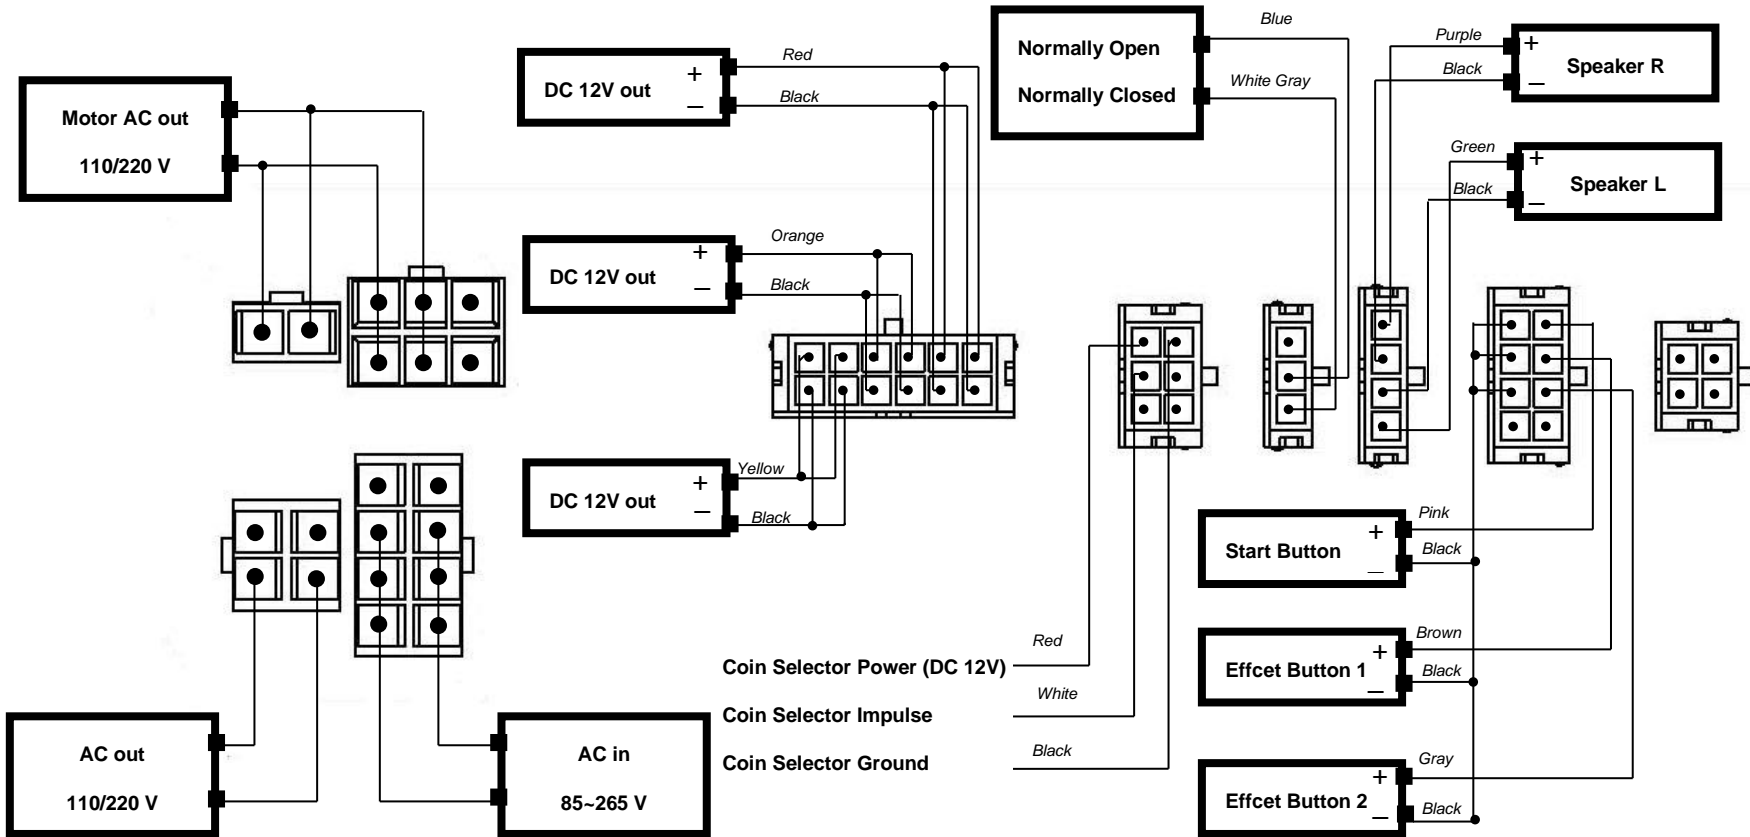 Motor AC out
110/220 V
DC 12V out
+
Red
–
Black
Normally Open
Blue
Normally Closed
White Gray
Purple
+
Speaker R
Black
–
Green
+
Speaker L
Black
–
DC 12V out
+
Orange
–
Black
DC 12V out
+
Yellow
–
Black
Start Button
+
Pink
–
Black
Effcet Button 1
+
Brown
–
Black
Effcet Button 2
+
Gray
–
Black
Coin Selector Power (DC 12V)
Red
Coin Selector Impulse
White
Coin Selector Ground
Black
AC out
110/220 V
AC in
85~265 V